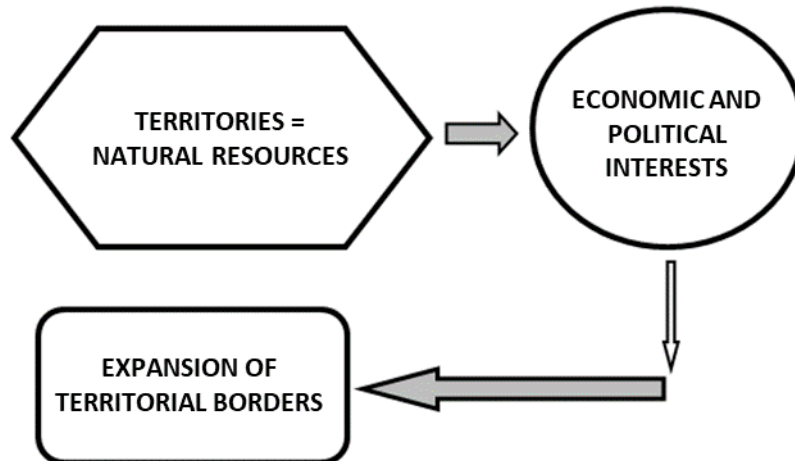 TERRITORIES =
NATURAL RESOURCES
ECONOMIC AND
POLITICAL
INTERESTS
EXPANSION OF
TERRITORIAL BORDERS